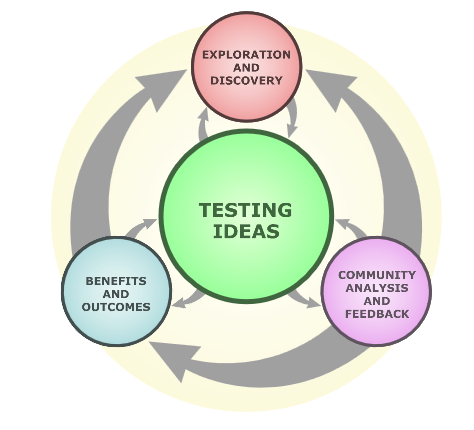 EXPLORATION
AND
DISCOVERY
TESTING
IDEAS
BENEFITS
AND
OUTCOMES
COMMUNITY
ANALYSIS
AND
FEEDBACK